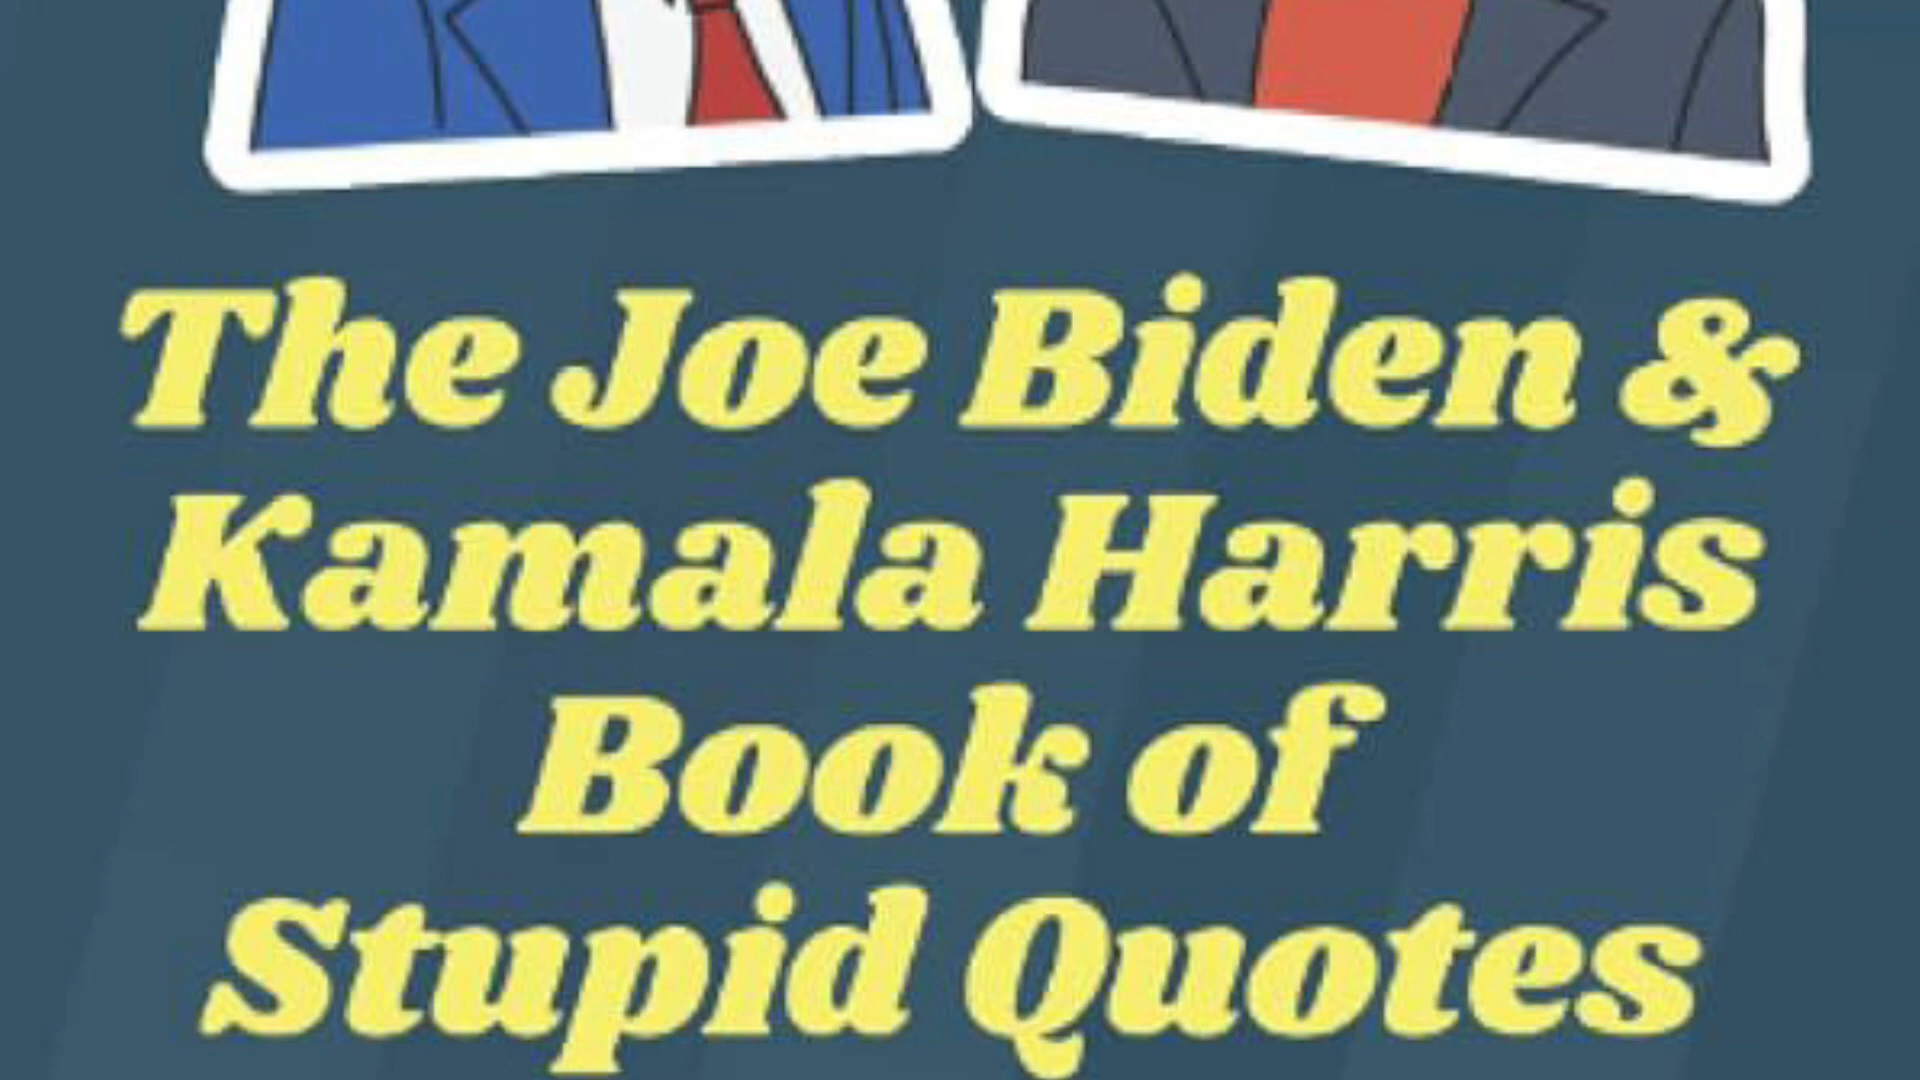 The Joe Biden &
Kamala Harris
Book of
Stupid Quotes